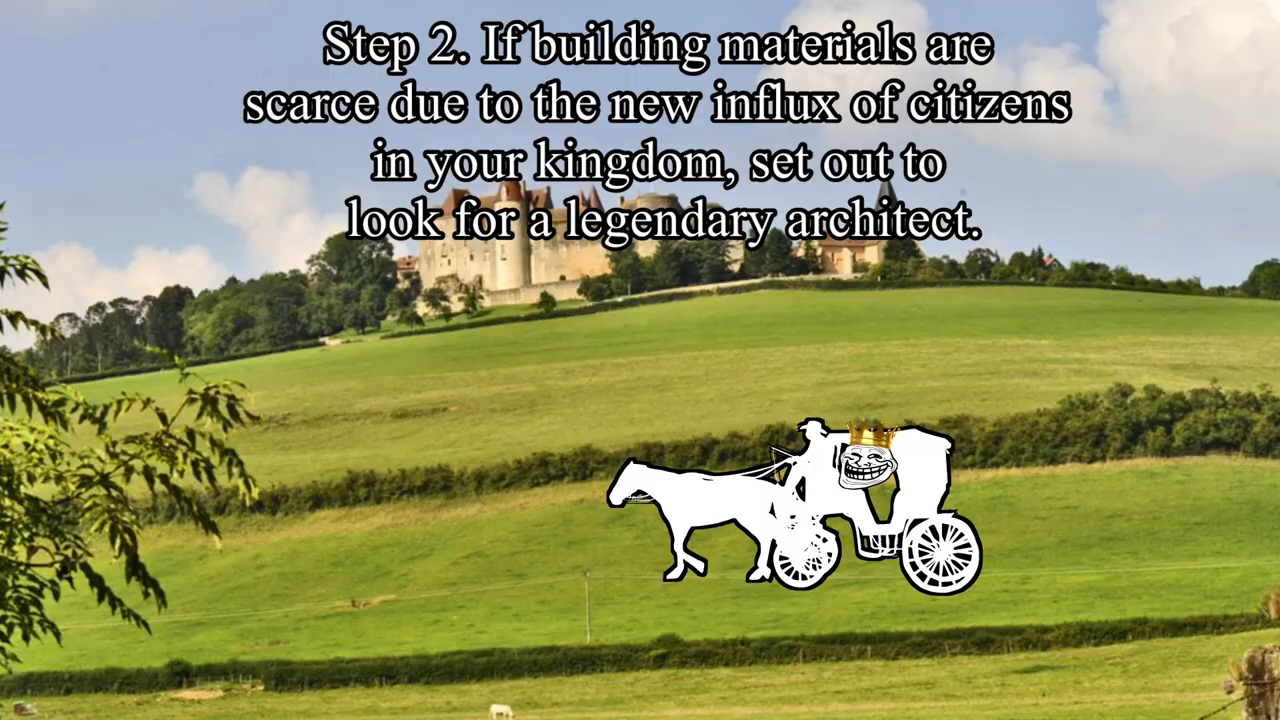 Step 2. If building materials are
scarce due to the new influx of citizens
in your kingdom, set out to
look for a legendary architect.